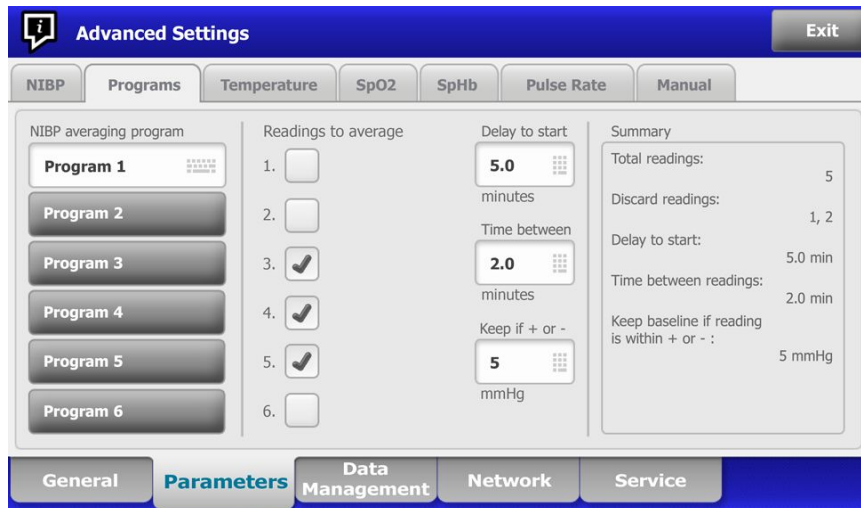 Advanced Settings
Exit
NIBP
Programs
Temperature
SpO2
SpHb
Pulse Rate
Manual
NIBP averaging program
Program 1
Program 2
Program 3
Program 4
Program 5
Program 6
Readings to average
1.
2.
3.
4.
5.
6.
Delay to start
5.0
minutes
Time between
2.0
minutes
Keep if + or -
5
mmHg
Summary
Total readings:
5
Discard readings:
1, 2
Delay to start:
5.0 min
Time between readings:
2.0 min
Keep baseline if reading
is within + or - :
5 mmHg
General
Parameters
Data
Management
Network
Service